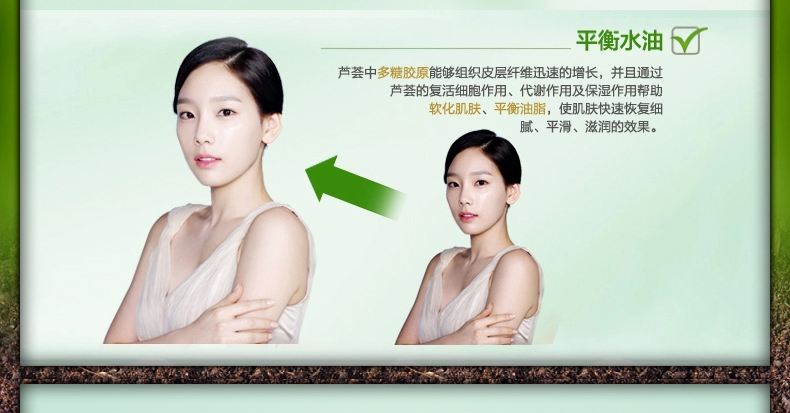 平衡水油
芦荟中多糖胶原能够组织皮层纤维迅速的增长，并且通过
芦荟的复活细胞作用、代谢作用及保湿作用帮助
软化肌肤、平衡油脂，使肌肤快速恢复细
腻、平滑、滋润的效果。